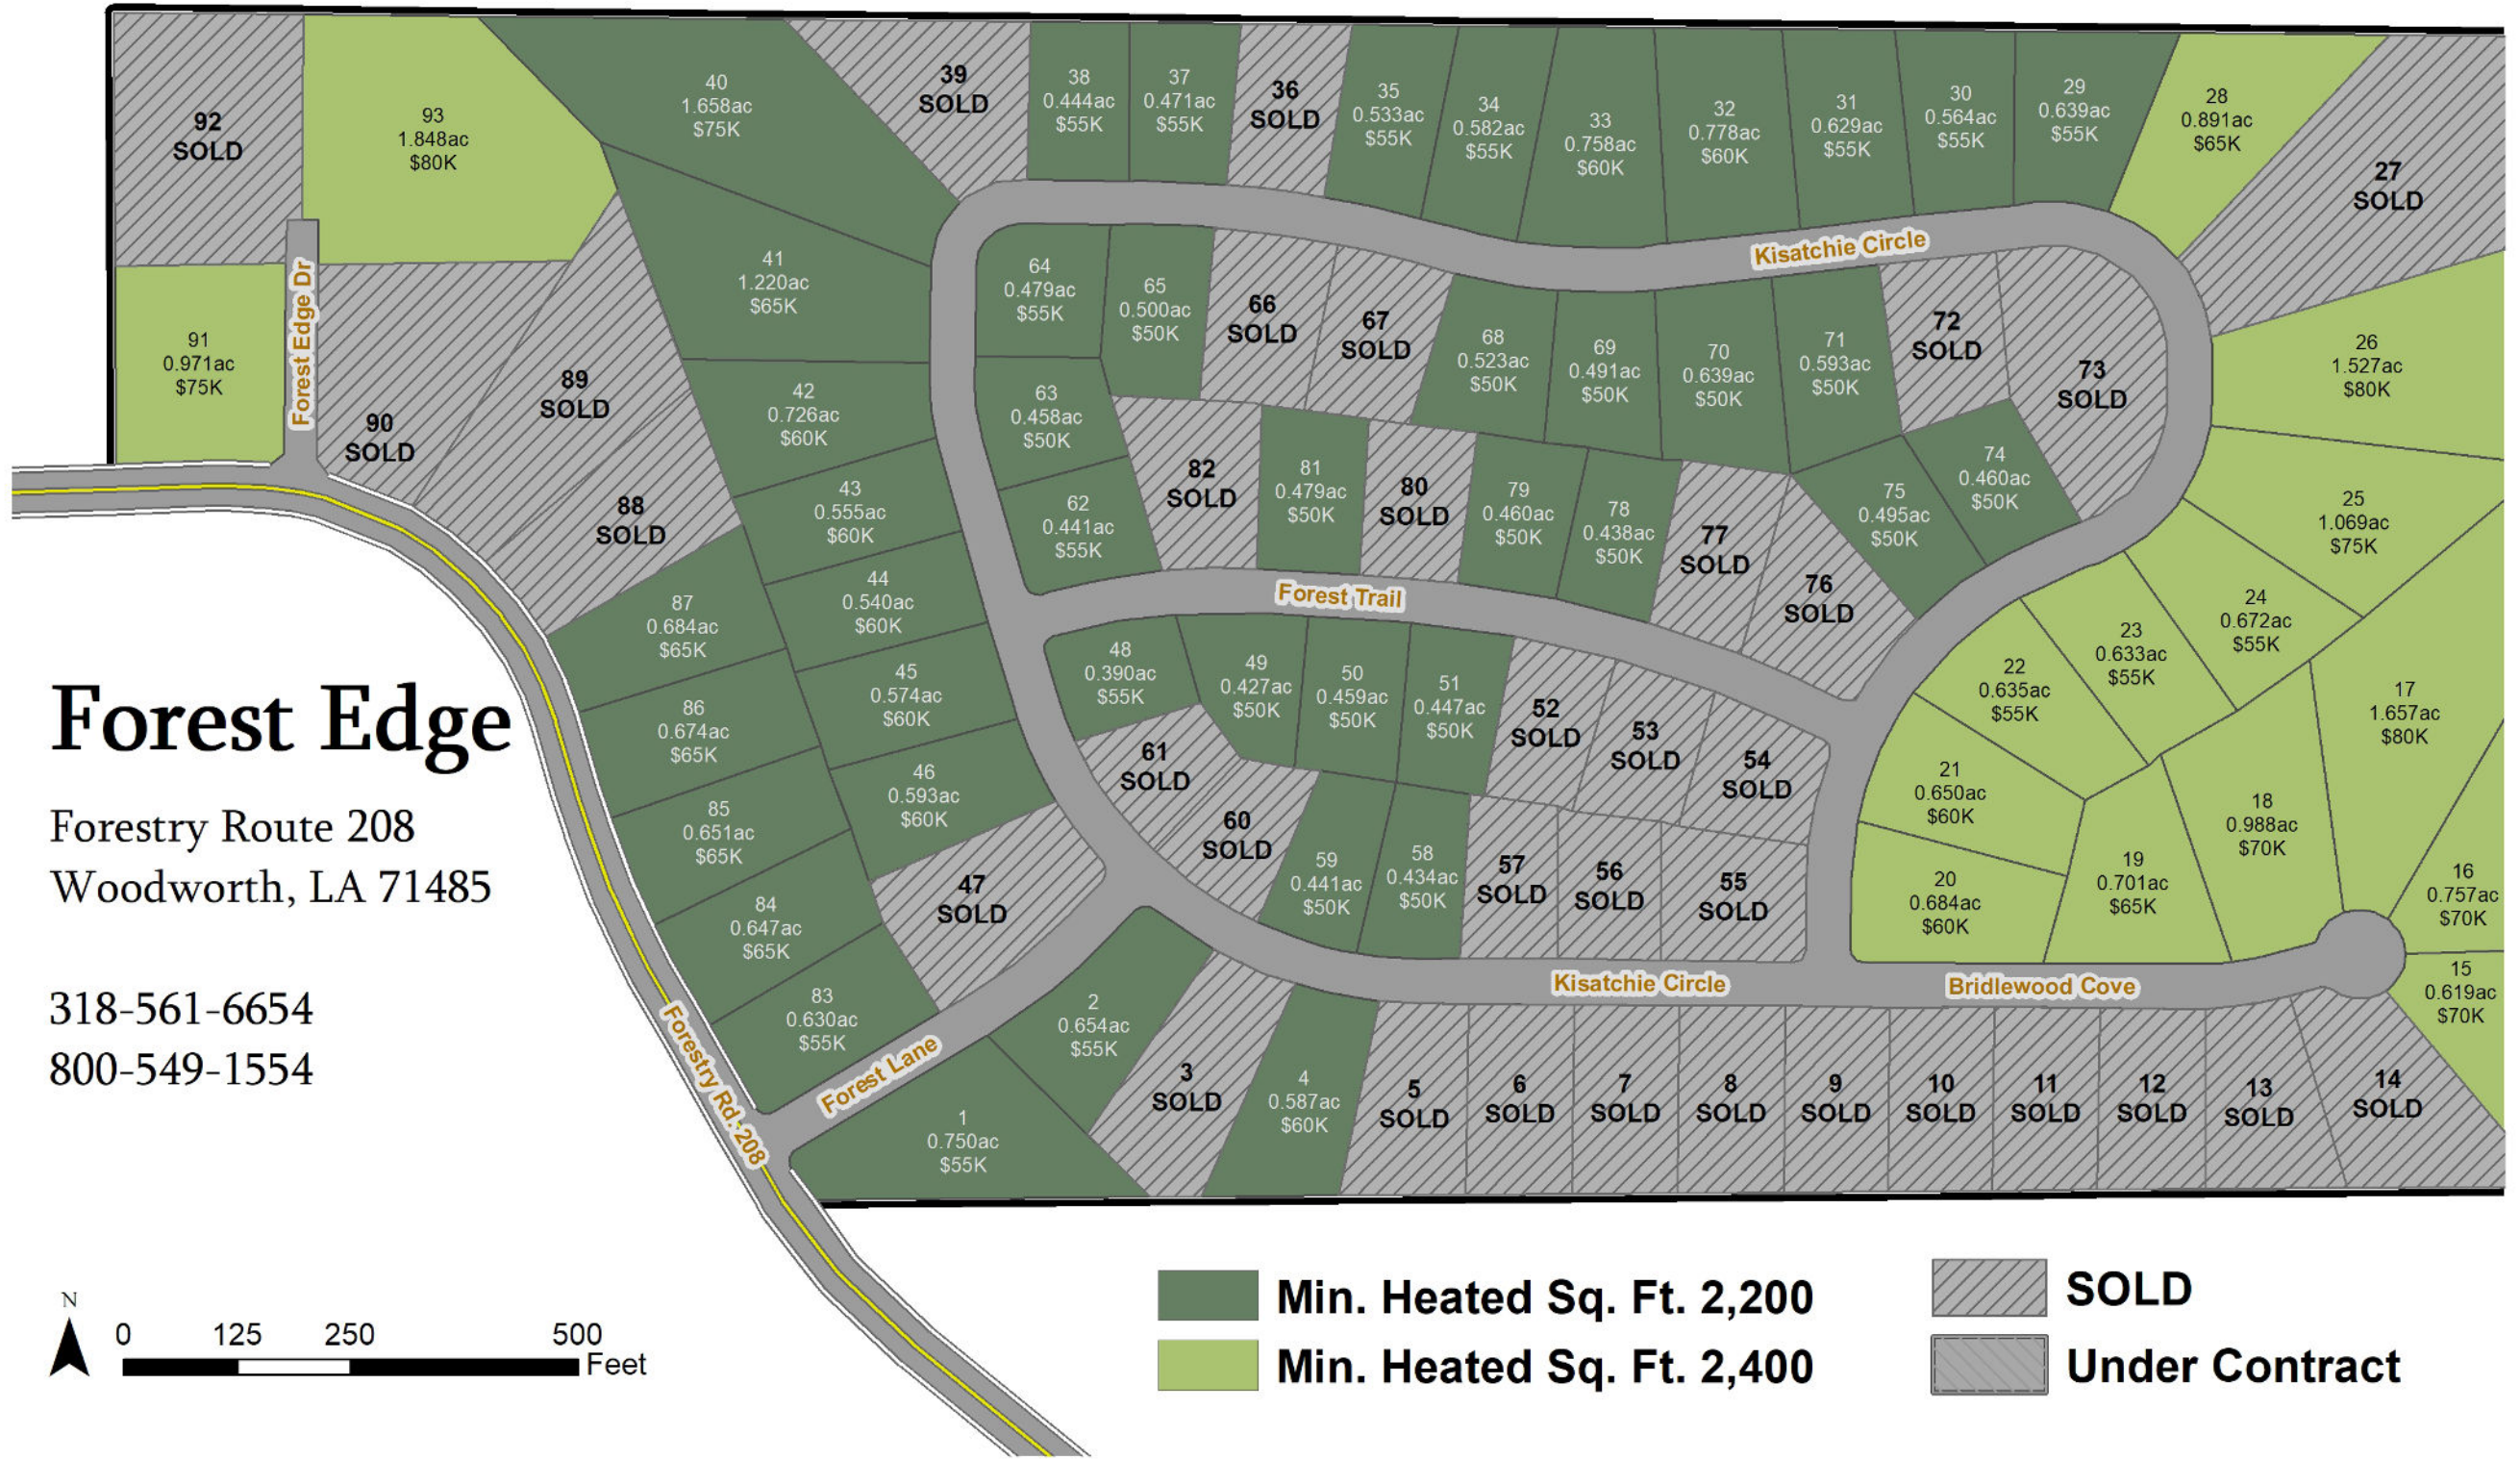 92
SOLD
93
1.848ac
$80K
40
1.658ac
$75K
39
SOLD
38
0.444ac
$55K
37
0.471ac
$55K
36
SOLD
35
0.533ac
$55K
34
0.582ac
$55K
33
0.758ac
$60K
32
0.778ac
$60K
31
0.629ac
$55K
30
0.564ac
$55K
29
0.639ac
$55K
28
0.891ac
$65K
27
SOLD
Kisatchie Circle
91
0.971ac
$75K
Forest Edge Dr
90
SOLD
89
SOLD
88
SOLD
41
1.220ac
$65K
42
0.726ac
$60K
43
0.555ac
$60K
44
0.540ac
$60K
45
0.574ac
$60K
46
0.593ac
$60K
47
SOLD
64
0.479ac
$55K
65
0.500ac
$50K
66
SOLD
67
SOLD
68
0.523ac
$50K
69
0.491ac
$50K
70
0.639ac
$50K
71
0.593ac
$50K
72
SOLD
73
SOLD
63
0.458ac
$50K
62
0.441ac
$55K
82
SOLD
81
0.479ac
$50K
80
SOLD
79
0.460ac
$50K
78
0.438ac
$50K
77
SOLD
76
SOLD
75
0.495ac
$50K
74
0.460ac
$50K
26
1.527ac
$80K
25
1.069ac
$75K
24
0.672ac
$55K
23
0.633ac
$55K
22
0.635ac
$55K
21
0.650ac
$60K
20
0.684ac
$60K
19
0.701ac
$65K
18
0.988ac
$70K
17
1.657ac
$80K
16
0.757ac
$70K
15
0.619ac
$70K
Forest Trail
48
0.390ac
$55K
49
0.427ac
$50K
50
0.459ac
$50K
51
0.447ac
$50K
52
SOLD
53
SOLD
54
SOLD
61
SOLD
60
SOLD
59
0.441ac
$50K
58
0.434ac
$50K
57
SOLD
56
SOLD
55
SOLD
87
0.684ac
$65K
86
0.674ac
$65K
85
0.651ac
$65K
84
0.647ac
$65K
83
0.630ac
$55K
Kisatchie Circle
Bridlewood Cove
Forestry Rd. 208
Forest Lane
1
0.750ac
$55K
2
0.654ac
$55K
3
SOLD
4
0.587ac
$60K
5
SOLD
6
SOLD
7
SOLD
8
SOLD
9
SOLD
10
SOLD
11
SOLD
12
SOLD
13
SOLD
14
SOLD
Forest Edge
Forestry Route 208
Woodworth, LA 71485
318-561-6654
800-549-1554
N
0 125 250 500
Feet
Min. Heated Sq. Ft. 2,200
Min. Heated Sq. Ft. 2,400
SOLD
Under Contract